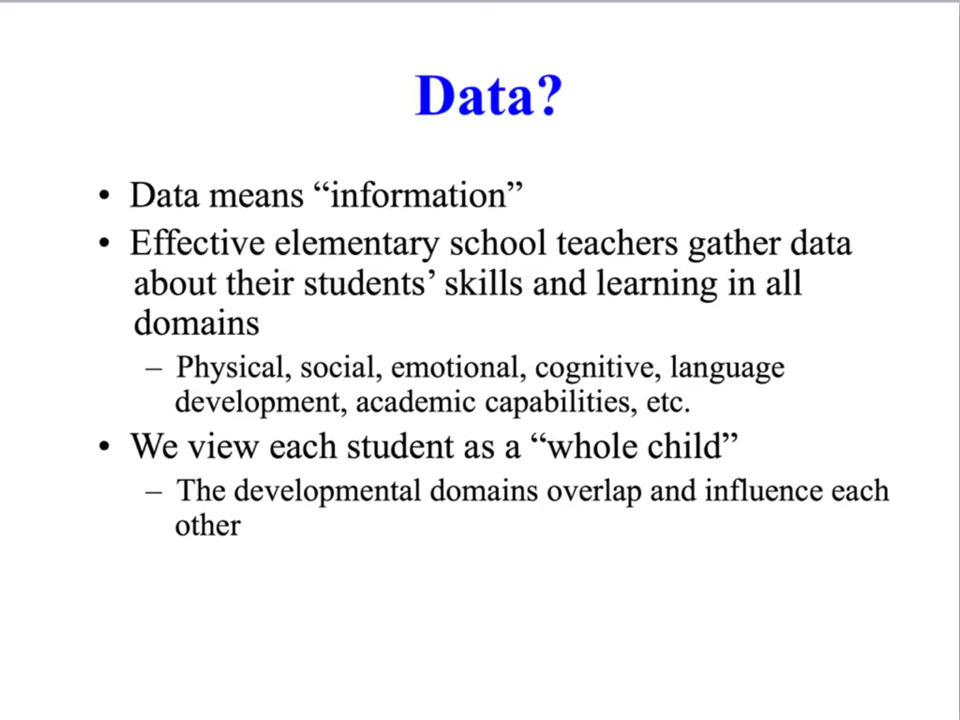 Data?
• Data means “information”
• Effective elementary school teachers gather data
about their students’ skills and learning in all
domains
– Physical, social, emotional, cognitive, language
development, academic capabilities, etc.
• We view each student as a “whole child”
– The developmental domains overlap and influence each
other